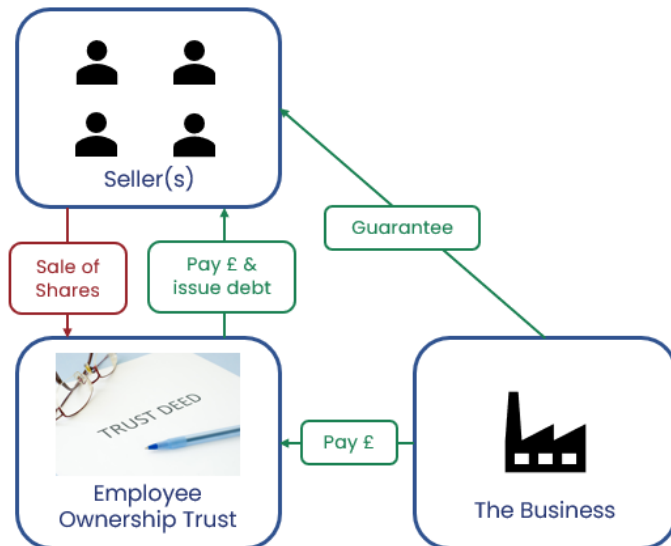 Seller(s)
Guarantee
Sale of
Shares
Pay £ &
issue debt
TRUST DEED
Pay £
Employee
Ownership Trust
The Business